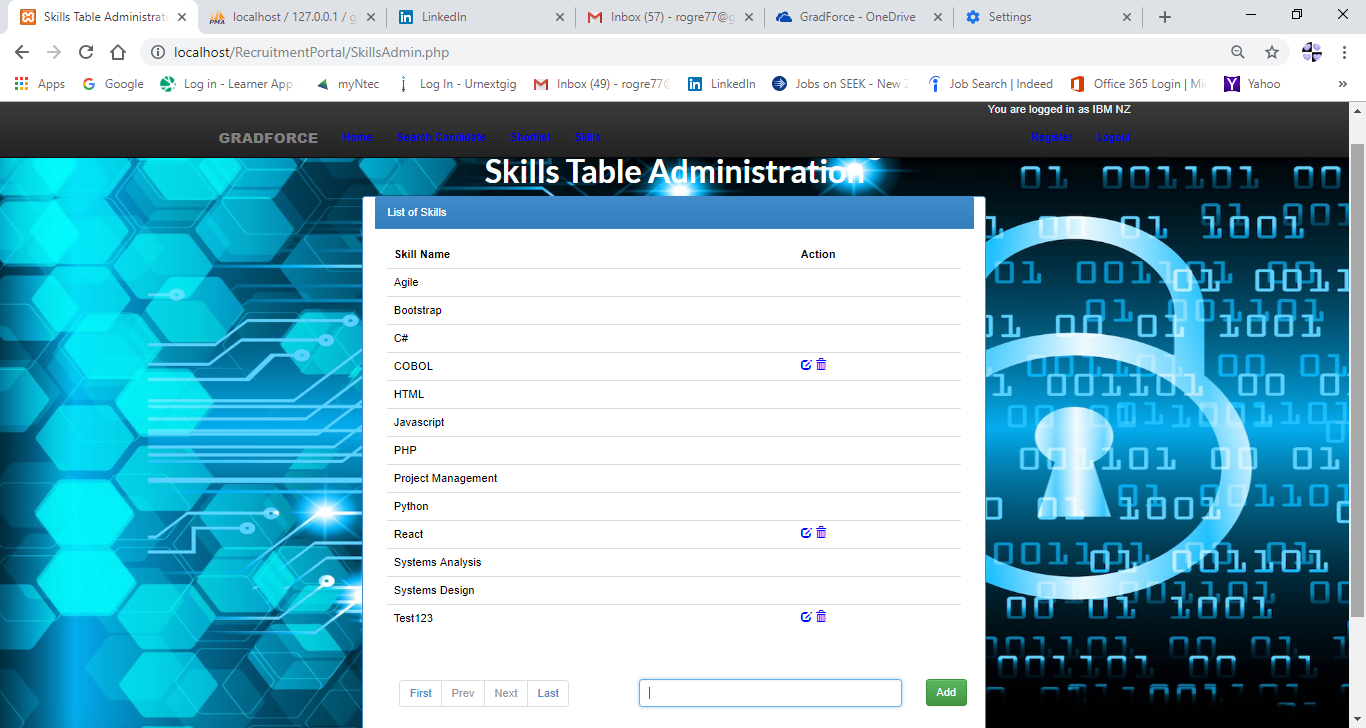 Skills Table Administrati
localhost / 127.0.0.1 / g
LinkedIn
Inbox (57) - rogre77@g
GradForce - OneDrive
Settings
localhost/RecruitmentPortal/SkillsAdmin.php
Apps Google Log in - Learner App myNtec Log In - Urnextgig Inbox (49) - rogre77@ LinkedIn Jobs on SEEK - New Z Job Search | Indeed Office 365 Login | Mi Yahoo »
You are logged in as IBM NZ
GRADFORCE Home Search Candidate Shortlist Skills Register Logout
Skills Table Administration
List of Skills
Skill Name Action
Agile
Bootstrap
C#
COBOL
HTML
Javascript
PHP
Project Management
Python
React
Systems Analysis
Systems Design
Test123
First Prev Next Last Add